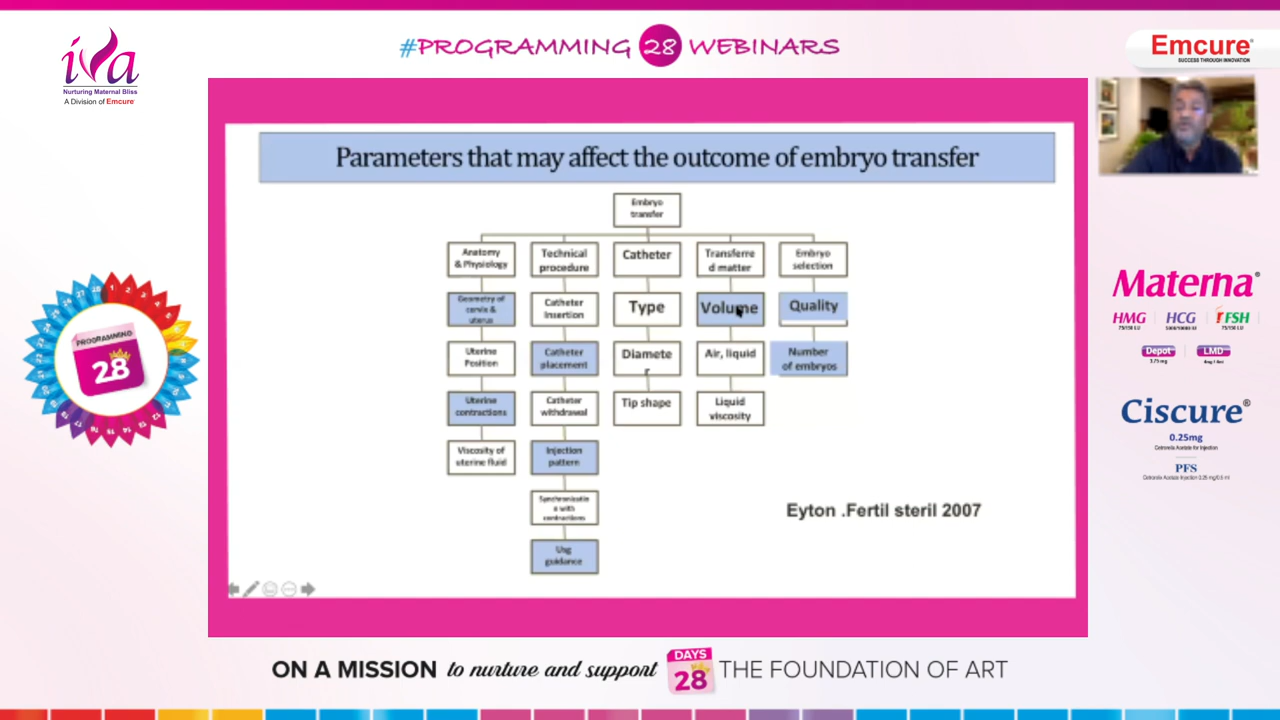 iva
Nurturing Maternal Bliss
A Division of Emcure
#PROGRAMMING 28 WEBINARS
Emcure®
SUCCESS THROUGH INNOVATION
Parameters that may affect the outcome of embryo transfer
Embryo
transfer
Anatomy
& Physiology
Geometry of
cervix &
uterus
Uterine
Position
Uterine
contractions
Viscosity of
uterine fluid
Technical
procedure
Catheter
Insertion
Catheter
placement
Catheter
withdrawal
Injection
pattern
Synchronizatio
n with
contractions
Usg
guidance
Catheter
Type
Diamete
r
Tip shape
Transferre
d matter
Volume
Air, liquid
Liquid
viscosity
Embryo
selection
Quality
Number
of embryos
Eyton .Fertil steril 2007
PROGRAMMING
28
Materna®
HMG HCG rFSH
Depot LMD
Ciscure®
0.25mg
Cetrorelix Acetate for Injection
PFS
ON A MISSION to nurture and support DAYS 28 THE FOUNDATION OF ART